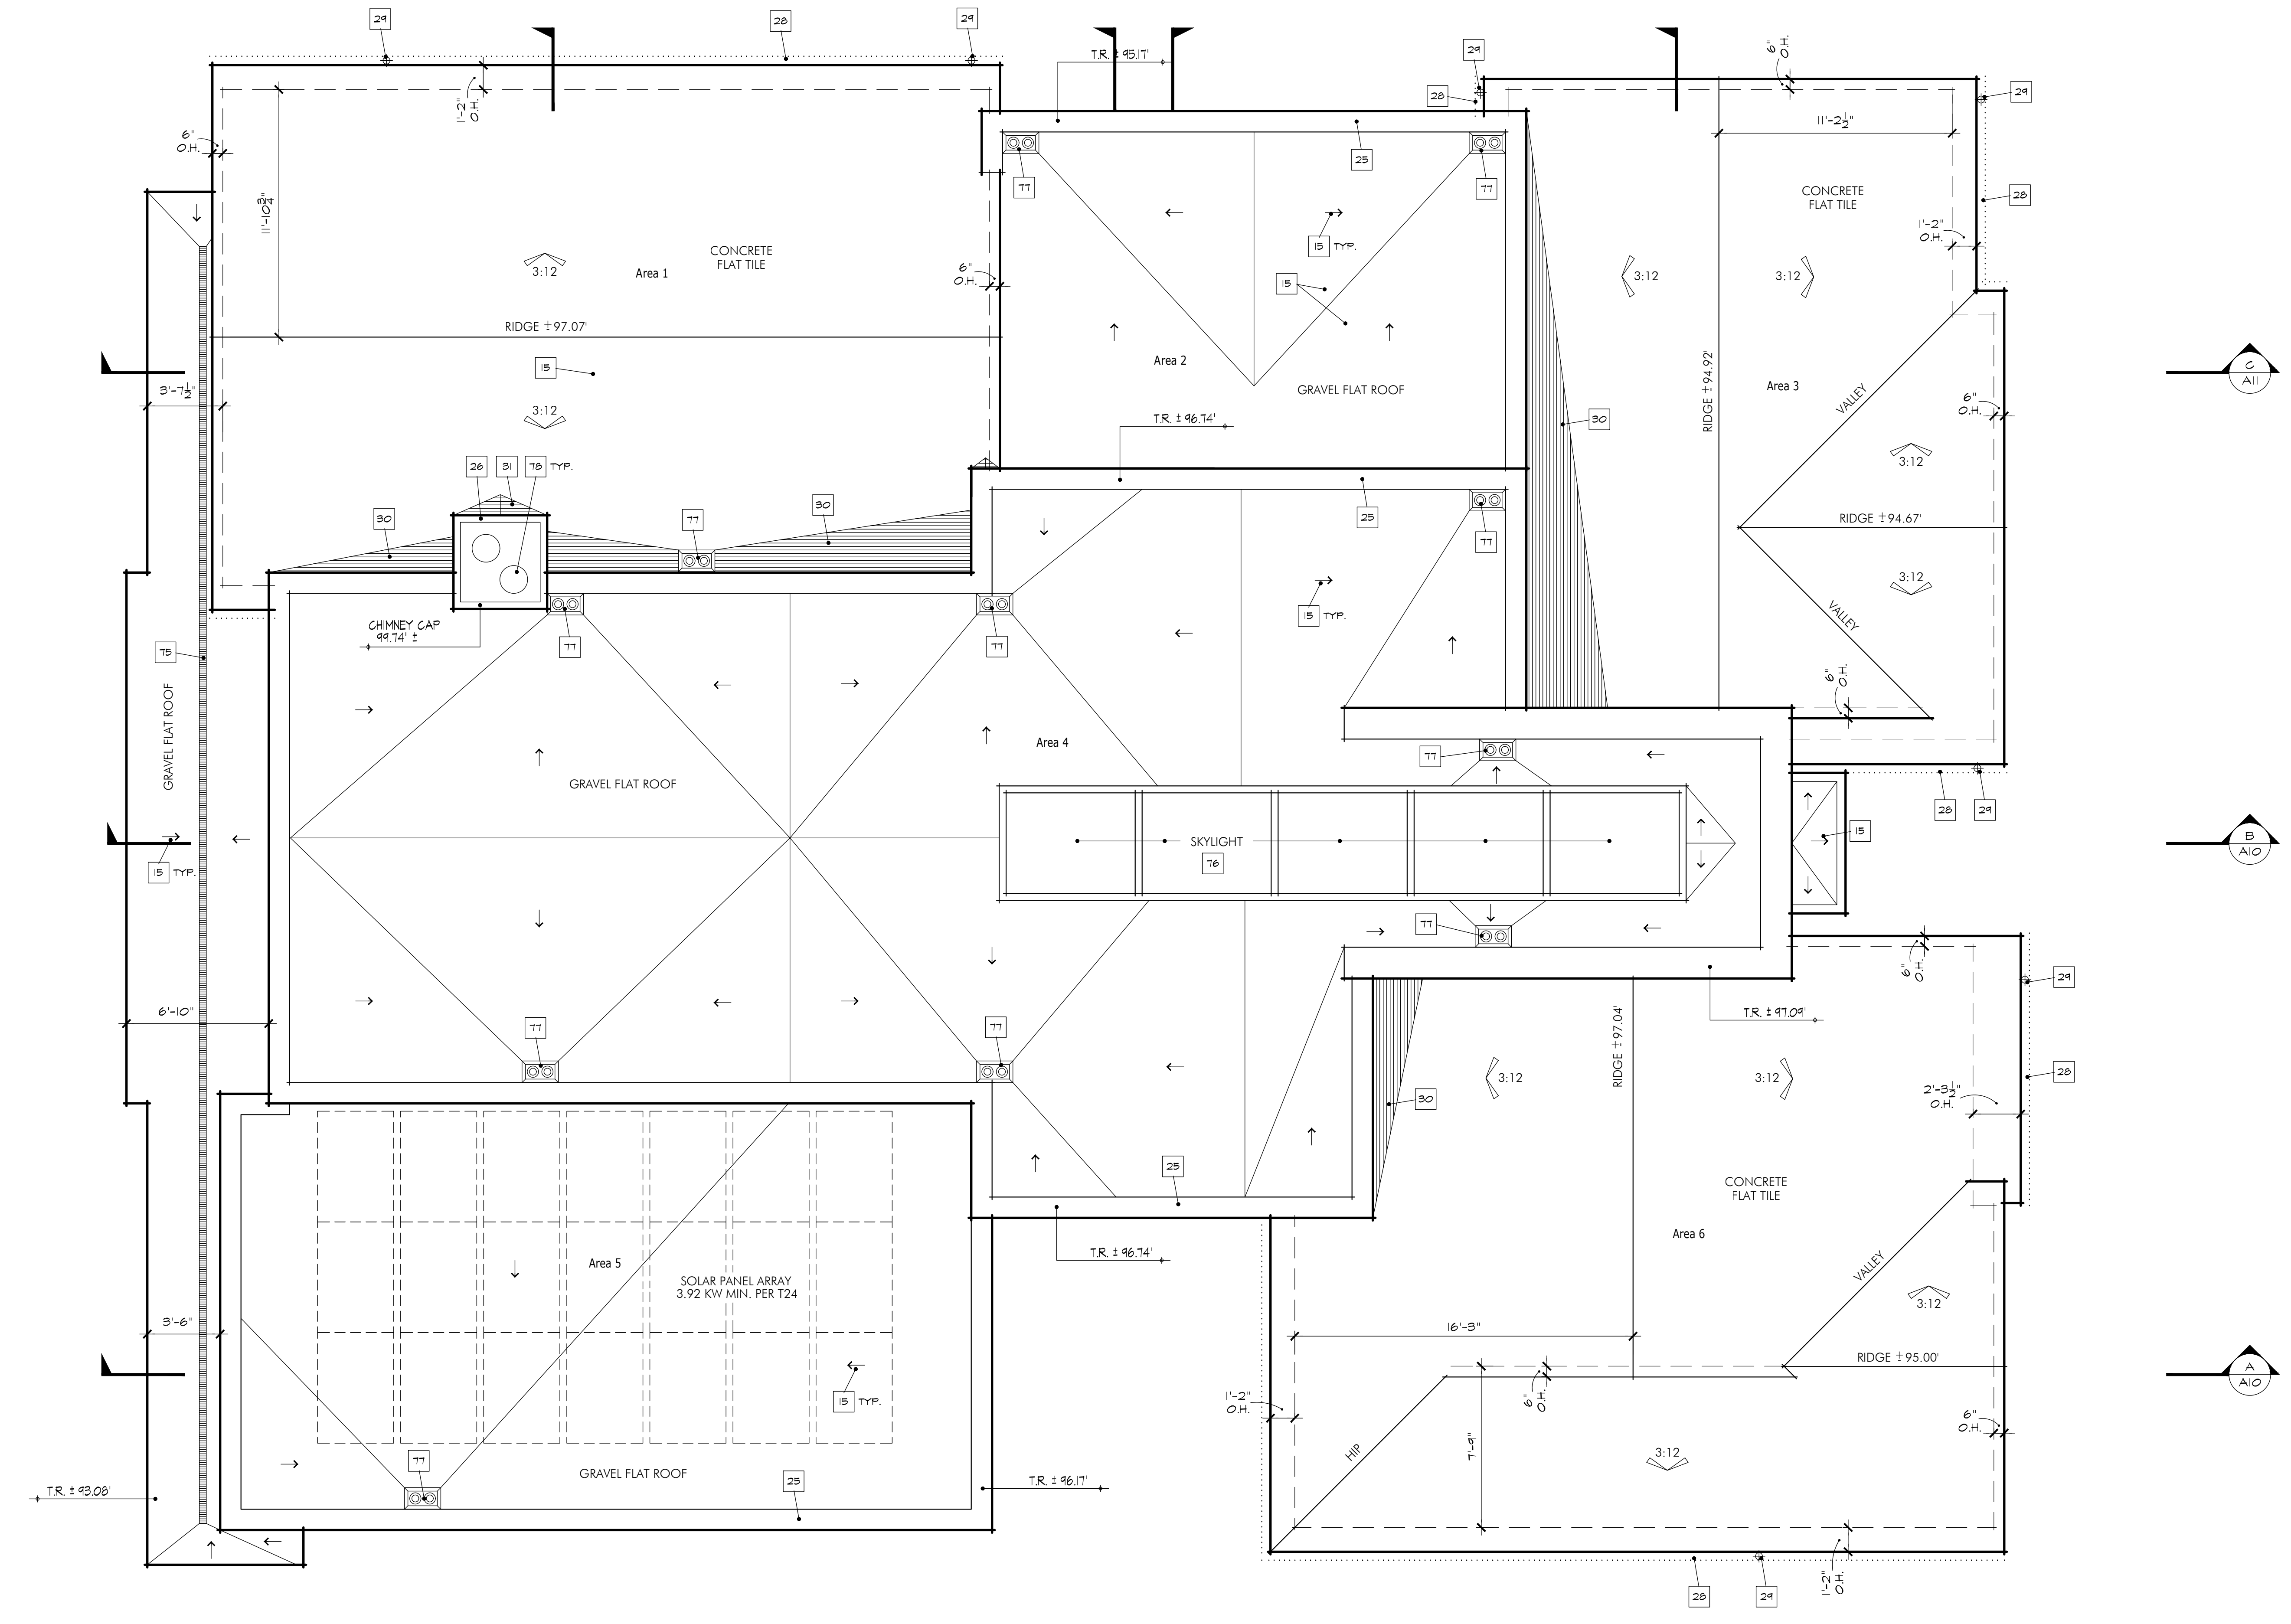 29
28
29
T.R. ± 95.17'
29
28
6"
O.H.
29
1'-2"
O.H.
6"
O.H.
11'-10 3/4"
25
77
77
11'-2 1/2"
CONCRETE
FLAT TILE
28
1'-2"
O.H.
CONCRETE
FLAT TILE
3:12
Area 1
6"
O.H.
15 TYP.
15
3:12
3:12
RIDGE ±97.07'
15
3'-7 1/2"
3:12
Area 2
GRAVEL FLAT ROOF
T.R. ± 96.74'
RIDGE ±94.92'
Area 3
VALLEY
6"
O.H.
C
A11
30
3:12
26
31
78 TYP.
30
77
30
25
77
RIDGE ±94.67'
3:12
VALLEY
CHIMNEY CAP
99.74' ±
77
77
15 TYP.
75
GRAVEL FLAT ROOF
6"
O.H.
Area 4
77
GRAVEL FLAT ROOF
28
29
SKYLIGHT
76
15
B
A10
15 TYP.
77
6"
O.H.
29
6'-10"
77
77
T.R. ± 97.09'
RIDGE ±97.04'
3:12
3:12
28
30
2'-3 1/2"
O.H.
25
CONCRETE
FLAT TILE
Area 6
T.R. ± 96.74'
Area 5
SOLAR PANEL ARRAY
3.92 KW MIN. PER T24
VALLEY
3:12
3'-6"
16'-3"
RIDGE ±95.00'
A
A10
15 TYP.
1'-2"
O.H.
6"
O.H.
6"
O.H.
HIP
7'-9"
3:12
77
GRAVEL FLAT ROOF
25
T.R. ± 96.17'
T.R. ± 93.08'
28
29
1'-2"
O.H.